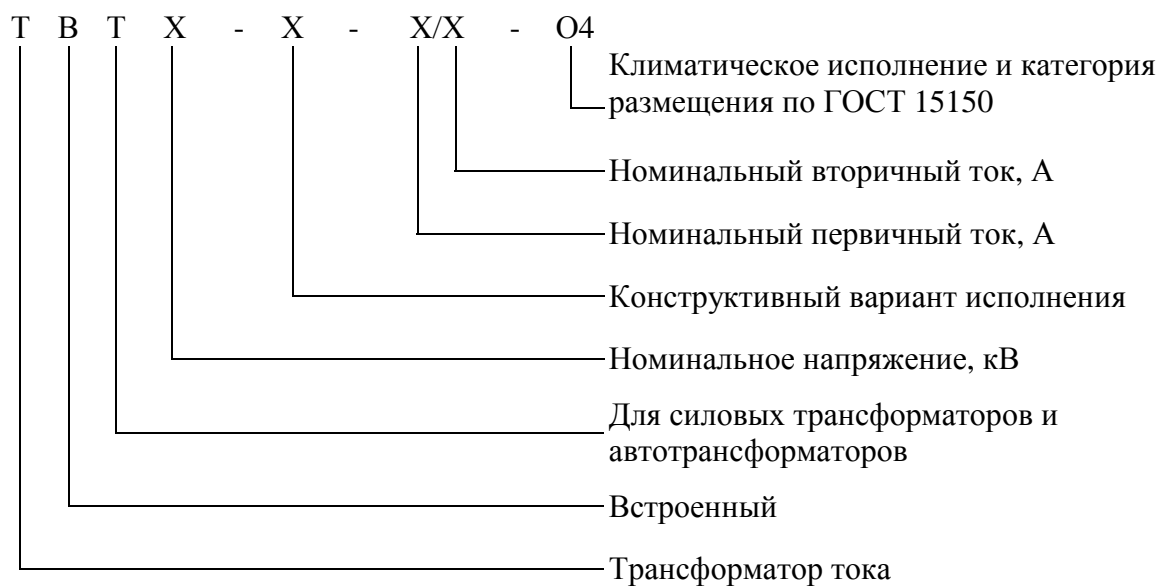 Т В Т Х - Х - Х/Х - О4
Климатическое исполнение и категория
размещения по ГОСТ 15150
Номинальный вторичный ток, А
Номинальный первичный ток, А
Конструктивный вариант исполнения
Номинальное напряжение, кВ
Для силовых трансформаторов и
автотрансформаторов
Встроенный
Трансформатор тока